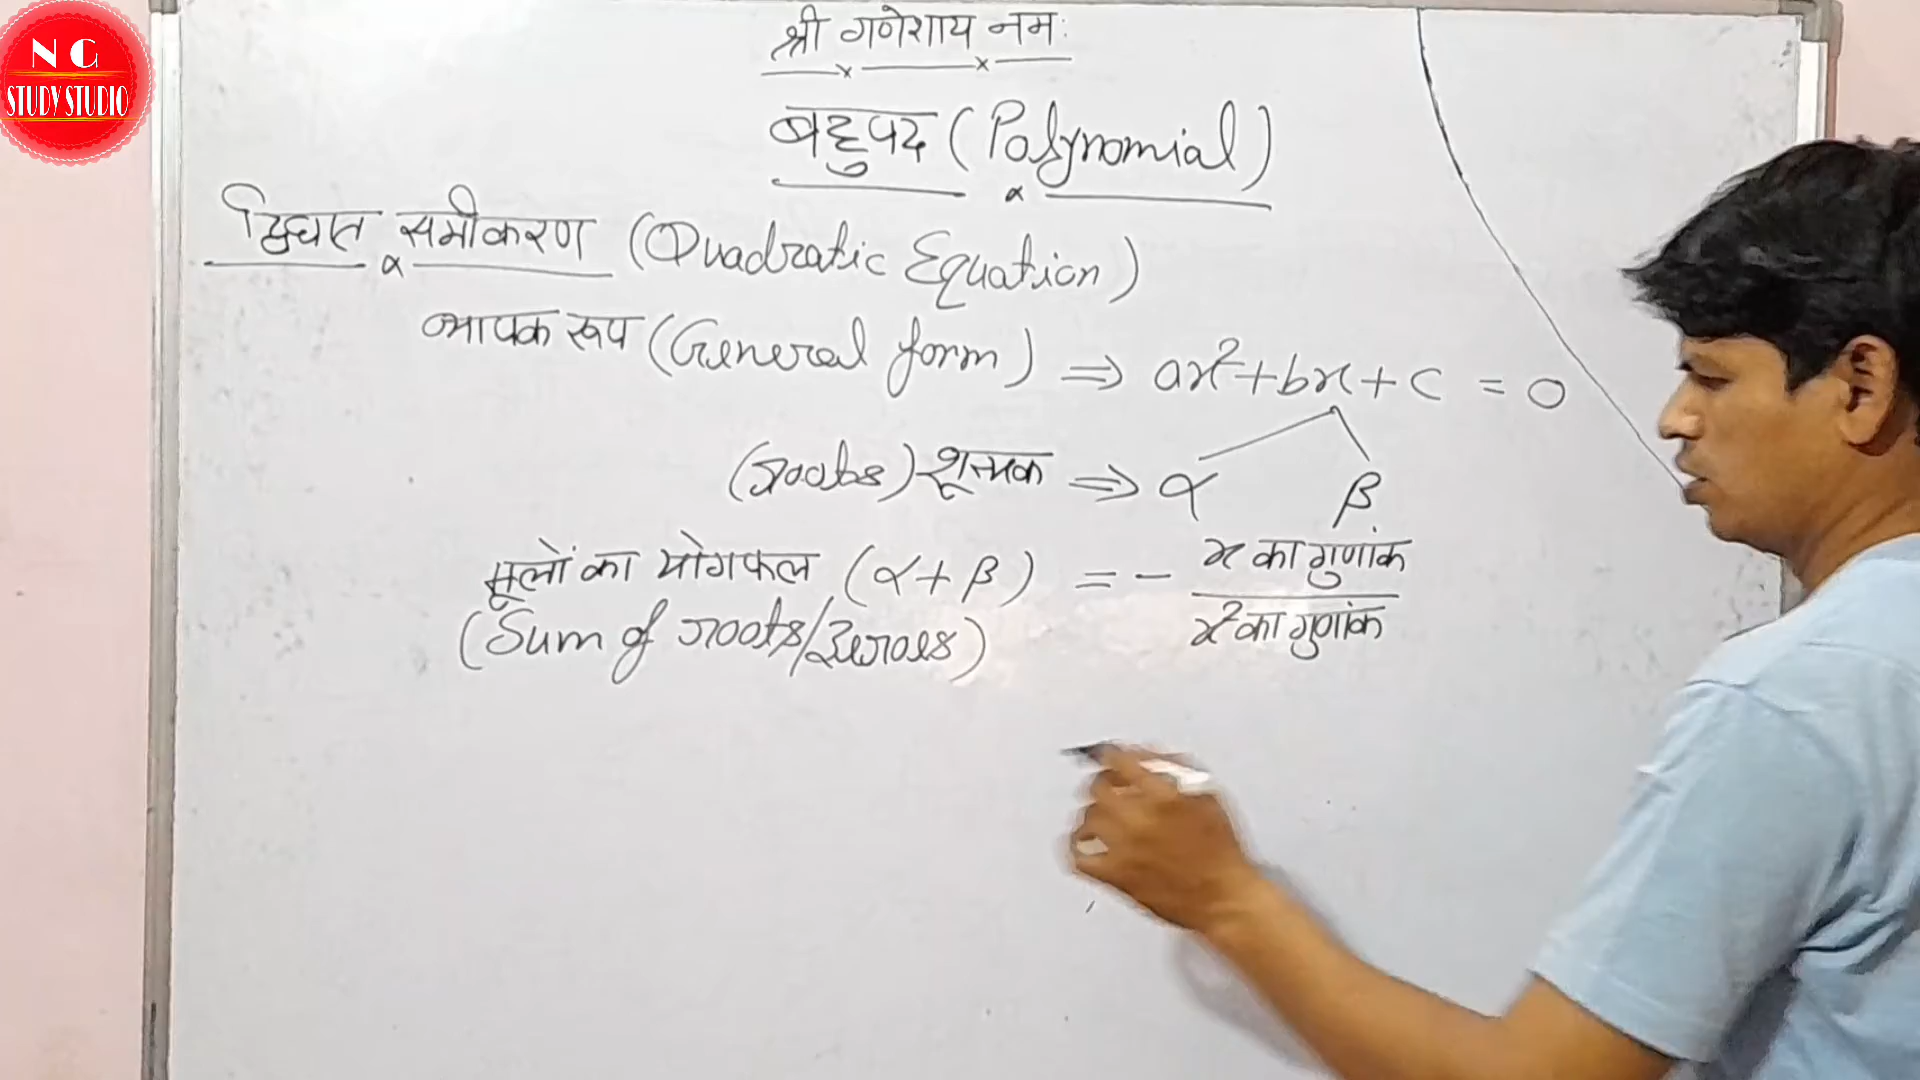 N G
STUDY STUDIO
श्री गणेशाय नमः
बहुपद (Polynomial)
द्विघात समीकरण (Quadratic Equation)
व्यापक रूप (General form) ⇒ ax²+bx+c = 0
(roots) शून्यक ⇒ α β
मूलों का योगफल (α+β) = - x का गुणांक / x² का गुणांक
(Sum of roots/zeroes)